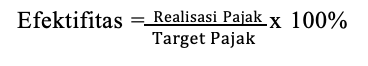 Efektifitas = Realisasi Pajak x 100%
Target Pajak